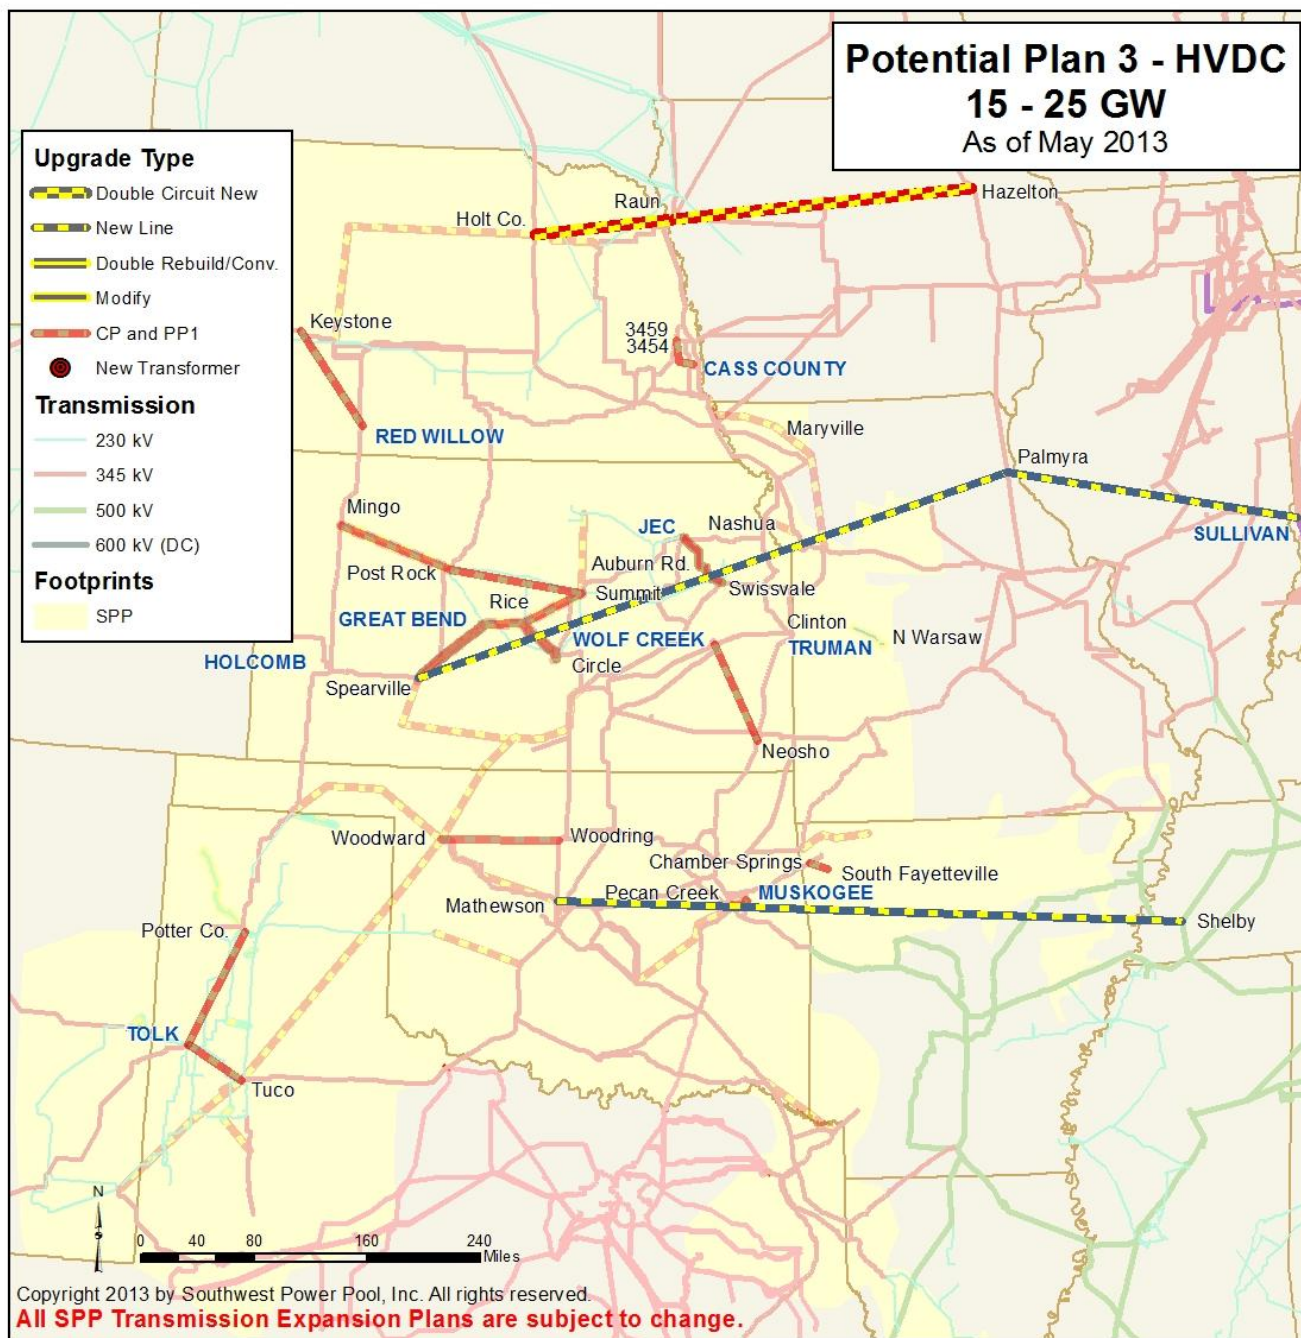 Potential Plan 3 - HVDC
15 - 25 GW
As of May 2013
Upgrade Type
Double Circuit New
New Line
Double Rebuild/Conv.
Modify
CP and PP1
New Transformer
Transmission
230 kV
345 kV
500 kV
600 kV (DC)
Footprints
SPP
Raun
Hazelton
Holt Co.
Keystone
3459
3454
CASS COUNTY
RED WILLOW
Maryville
Palmyra
Mingo
JEC
Nashua
SULLIVAN
Auburn Rd.
Post Rock
Summit
Swissvale
Rice
GREAT BEND
Clinton
WOLF CREEK
TRUMAN
N Warsaw
HOLCOMB
Circle
Spearville
Neosho
Woodward
Woodring
Chamber Springs
South Fayetteville
Pecan Creek
MUSKOGEE
Mathewson
Shelby
Potter Co.
TOLK
Tuco
N
0 40 80 160 240
Miles
Copyright 2013 by Southwest Power Pool, Inc. All rights reserved.
All SPP Transmission Expansion Plans are subject to change.